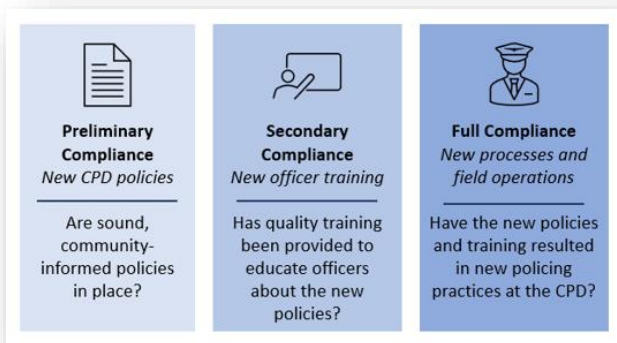 Preliminary
Compliance
New CPD policies
Are sound,
community-
informed policies
in place?
Secondary
Compliance
New officer training
Has quality training
been provided to
educate officers
about the new
policies?
Full Compliance
New processes and
field operations
Have the new policies
and training resulted
in new policing
practices at the CPD?